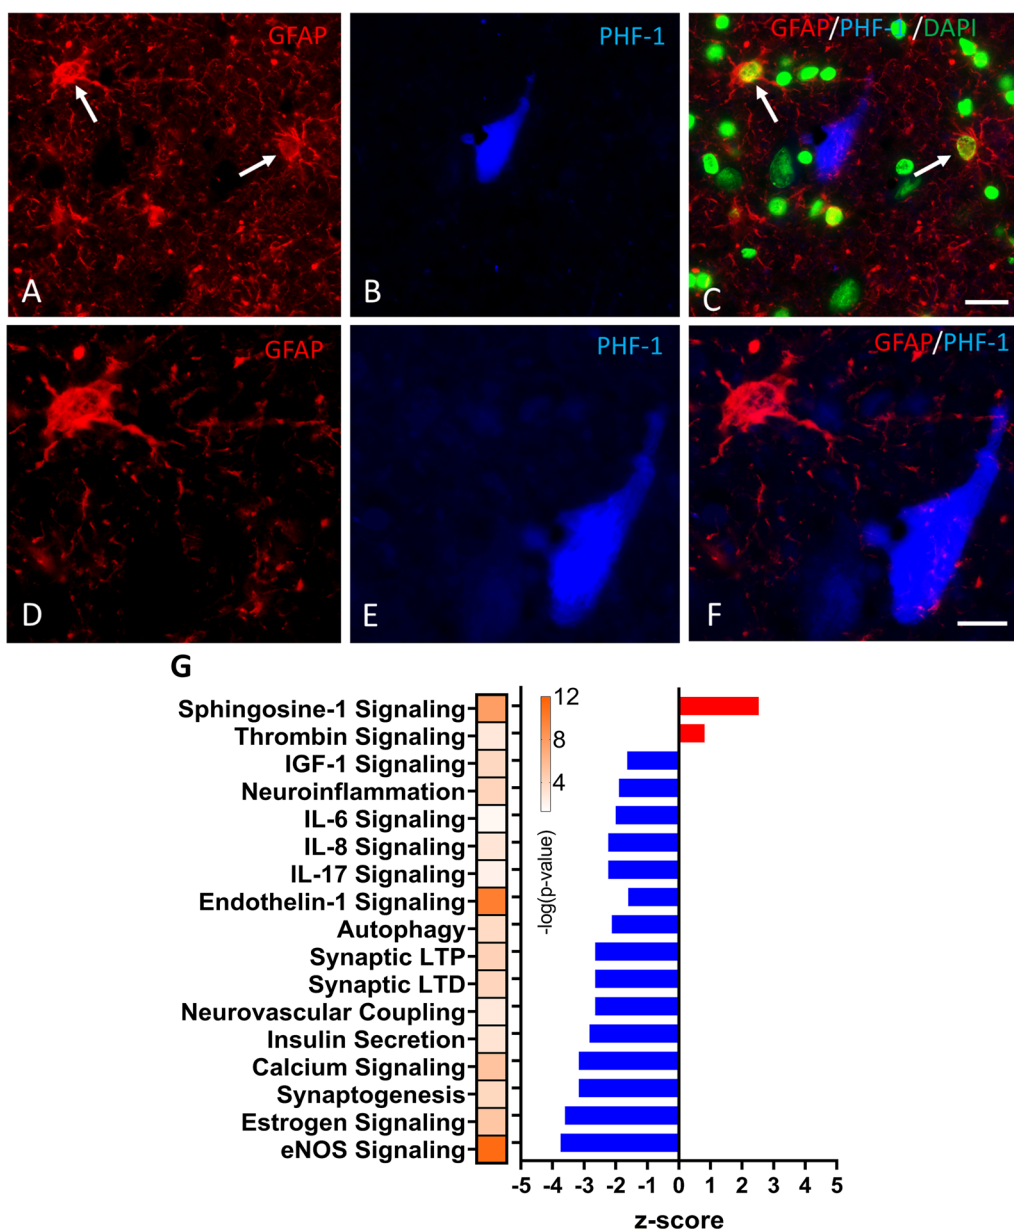 GFAP
A
PHF-1
B
GFAP/PHF-1/DAPI
C
GFAP
D
PHF-1
E
GFAP/PHF-1
F
G
Sphingosine-1 Signaling
Thrombin Signaling
IGF-1 Signaling
Neuroinflammation
IL-6 Signaling
IL-8 Signaling
IL-17 Signaling
Endothelin-1 Signaling
Autophagy
Synaptic LTP
Synaptic LTD
Neurovascular Coupling
Insulin Secretion
Calcium Signaling
Synaptogenesis
Estrogen Signaling
eNOS Signaling
12
8
4
-log(p-value)
-5 -4 -3 -2 -1 0 1 2 3 4 5
z-score